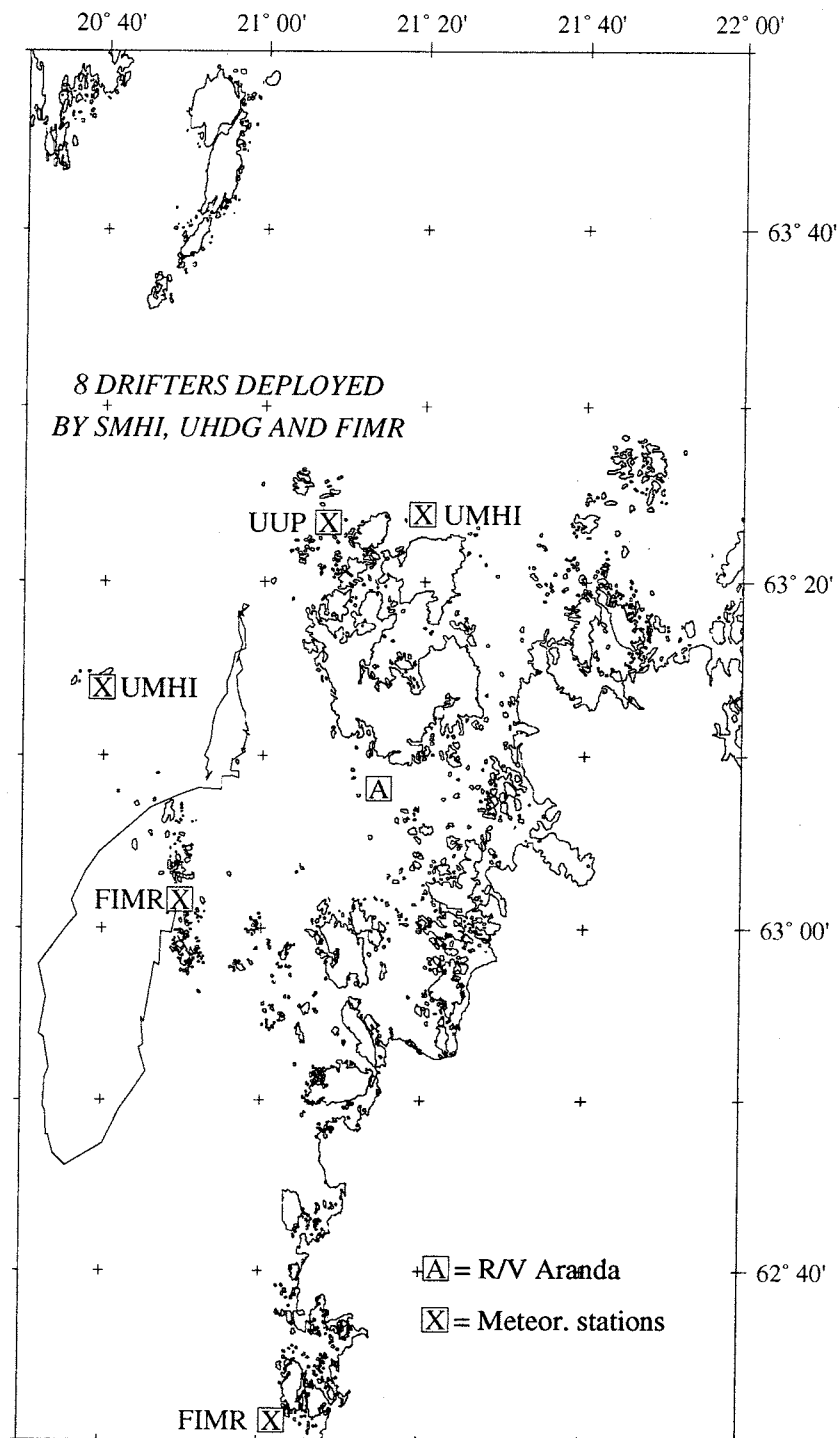 20° 40' 21° 00' 21° 20' 21° 40' 22° 00'
63° 40'
8 DRIFTERS DEPLOYED
BY SMHI, UHDG AND FIMR
UUP X X UMHI
63° 20'
X UMHI
A
FIMR X
63° 00'
A = R/V Aranda
62° 40'
X = Meteor. stations
FIMR X